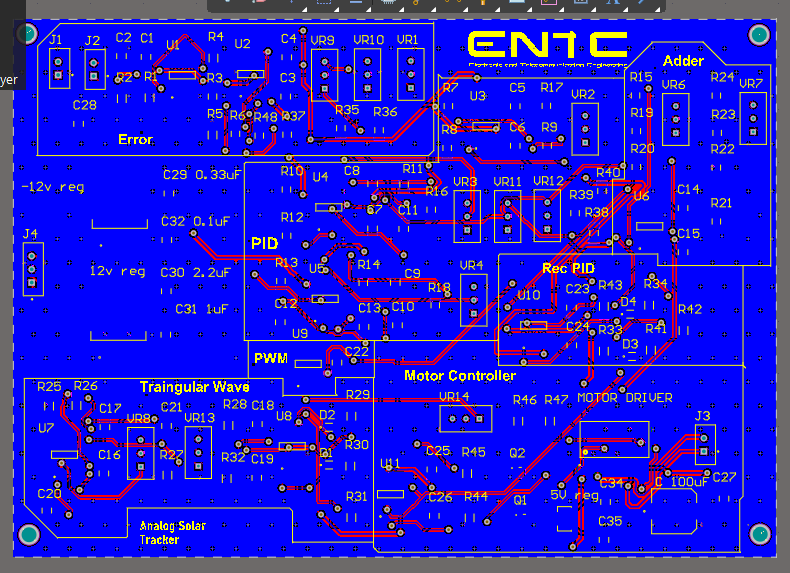 yer
J1
J2
C2
C1
U1
R4
U2
C4
VR9
VR10
VR1
ENTC
Electronic and Telecommunication Engineering
Adder
R2
R1
R3
C3
C28
R5
R6
R48
R37
R35
R36
Error
R7
U3
C5
R17
VR2
R8
C6
R9
R15
VR6
R24
VR7
R19
R23
R20
R22
-12v reg
C29 0.33uF
R10
U4
C8
R11
R16
VR3
VR11
VR12
R40
U6
C14
R39
R38
R21
C32 0.1uF
R12
C7
C11
C15
J4
PID
12v reg
C30 2.2uF
R13
U5
R14
C9
R18
VR4
Rec PID
C31 1uF
C12
C13
C10
U9
U10
C23
R43
R34
D4
R42
C24
R33
R41
D3
PWM
C22
Motor Controller
Traingular Wave
R25
R26
R29
VR14
R46
R47
MOTOR DRIVER
J3
U7
C17
VR8
C21
VR13
R28
C18
U8
D2
C16
R27
R32
C19
Q1
R30
C25
R45
Q2
C20
U11
C26
R44
Q1
5V reg
C34
C 100uF
C27
R31
C35
Analog Solar
Tracker